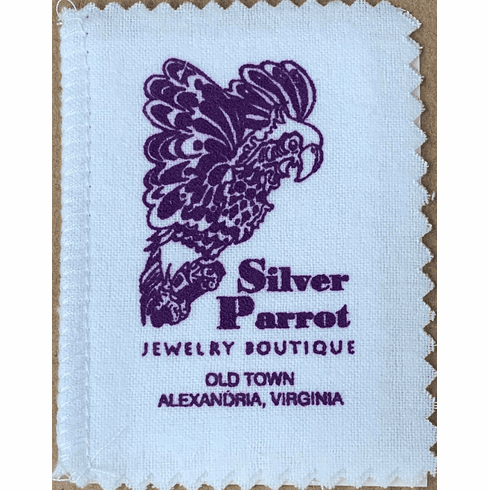 Silver
Parrot
JEWELRY BOUTIQUE
OLD TOWN
ALEXANDRIA, VIRGINIA